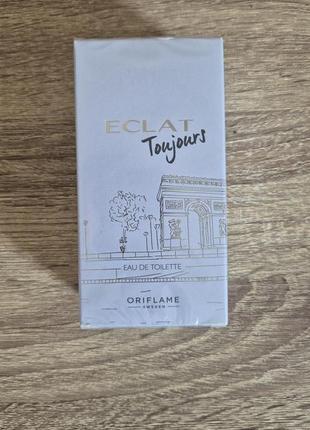 ECLAT
Toujours
EAU DE TOILETTE
ORIFLAME
SWEDEN